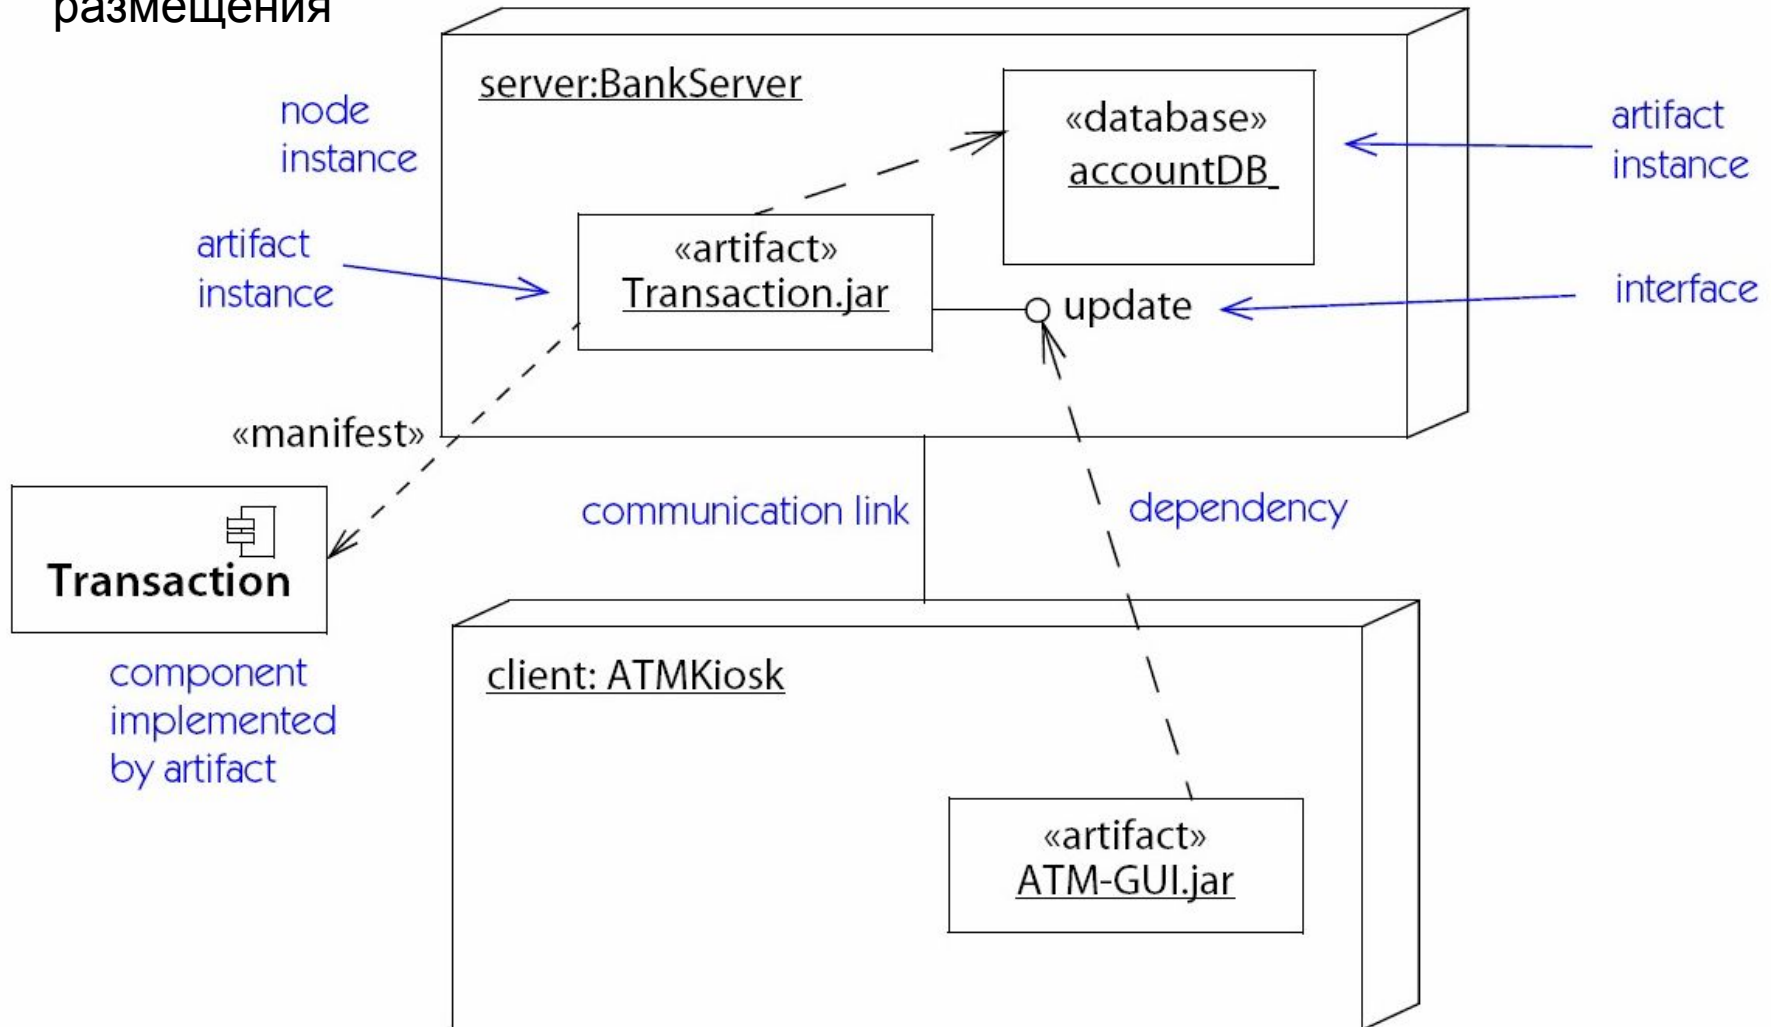 размещения
server:BankServer
node
instance
«database»
accountDB_
artifact
instance
artifact
instance
«artifact»
Transaction.jar
update
interface
«manifest»
communication link
dependency
Transaction
component
implemented
by artifact
client: ATMKiosk
«artifact»
ATM-GUI.jar